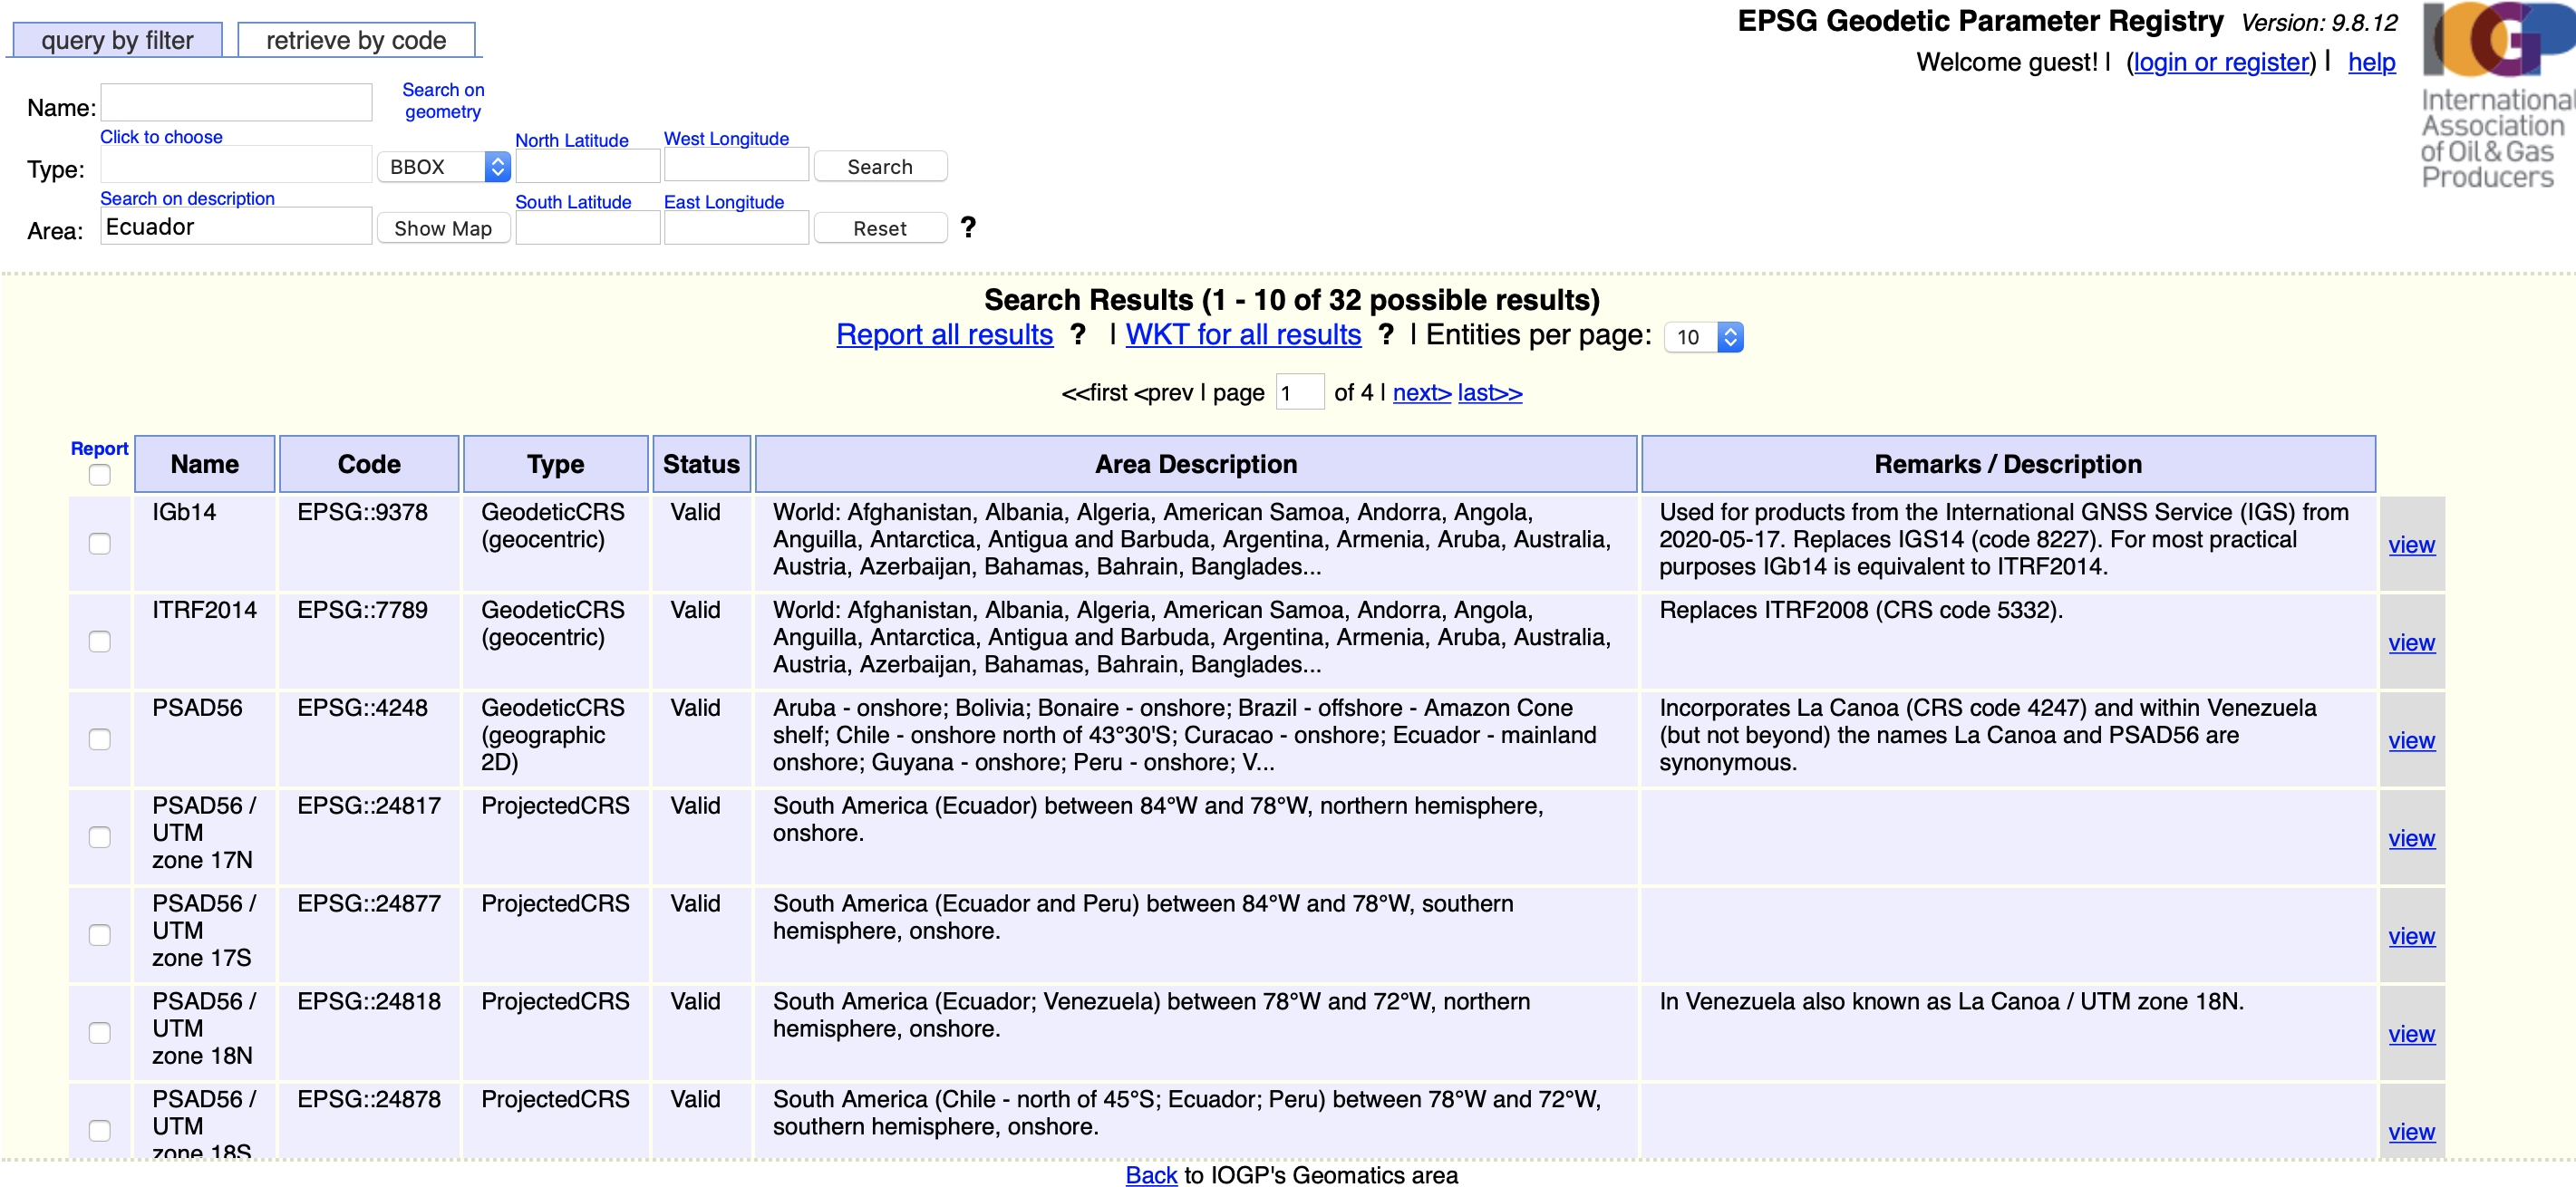 query by filter
retrieve by code
EPSG Geodetic Parameter Registry Version: 9.8.12
Welcome guest! | (login or register) | help
IOGP
International
Association
of Oil & Gas
Producers
Name:
Search on
geometry
Click to choose
Type:
BBOX
North Latitude
West Longitude
Search
Search on description
Area:
Ecuador
Show Map
South Latitude
East Longitude
Reset
?
Search Results (1 - 10 of 32 possible results)
Report all results ? | WKT for all results ? | Entities per page: 10
<<first <prev | page 1 of 4 | next> last>>
Report
Name
Code
Type
Status
Area Description
Remarks / Description
IGb14
EPSG::9378
GeodeticCRS
(geocentric)
Valid
World: Afghanistan, Albania, Algeria, American Samoa, Andorra, Angola,
Anguilla, Antarctica, Antigua and Barbuda, Argentina, Armenia, Aruba, Australia,
Austria, Azerbaijan, Bahamas, Bahrain, Banglades...
Used for products from the International GNSS Service (IGS) from
2020-05-17. Replaces IGS14 (code 8227). For most practical
purposes IGb14 is equivalent to ITRF2014.
view
ITRF2014
EPSG::7789
GeodeticCRS
(geocentric)
Valid
World: Afghanistan, Albania, Algeria, American Samoa, Andorra, Angola,
Anguilla, Antarctica, Antigua and Barbuda, Argentina, Armenia, Aruba, Australia,
Austria, Azerbaijan, Bahamas, Bahrain, Banglades...
Replaces ITRF2008 (CRS code 5332).
view
PSAD56
EPSG::4248
GeodeticCRS
(geographic
2D)
Valid
Aruba - onshore; Bolivia; Bonaire - onshore; Brazil - offshore - Amazon Cone
shelf; Chile - onshore north of 43°30'S; Curacao - onshore; Ecuador - mainland
onshore; Guyana - onshore; Peru - onshore; V...
Incorporates La Canoa (CRS code 4247) and within Venezuela
(but not beyond) the names La Canoa and PSAD56 are
synonymous.
view
PSAD56 /
UTM
zone 17N
EPSG::24817
ProjectedCRS
Valid
South America (Ecuador) between 84°W and 78°W, northern hemisphere,
onshore.
view
PSAD56 /
UTM
zone 17S
EPSG::24877
ProjectedCRS
Valid
South America (Ecuador and Peru) between 84°W and 78°W, southern
hemisphere, onshore.
view
PSAD56 /
UTM
zone 18N
EPSG::24818
ProjectedCRS
Valid
South America (Ecuador; Venezuela) between 78°W and 72°W, northern
hemisphere, onshore.
In Venezuela also known as La Canoa / UTM zone 18N.
view
PSAD56 /
UTM
zone 18S
EPSG::24878
ProjectedCRS
Valid
South America (Chile - north of 45°S; Ecuador; Peru) between 78°W and 72°W,
southern hemisphere, onshore.
view
Back to IOGP's Geomatics area